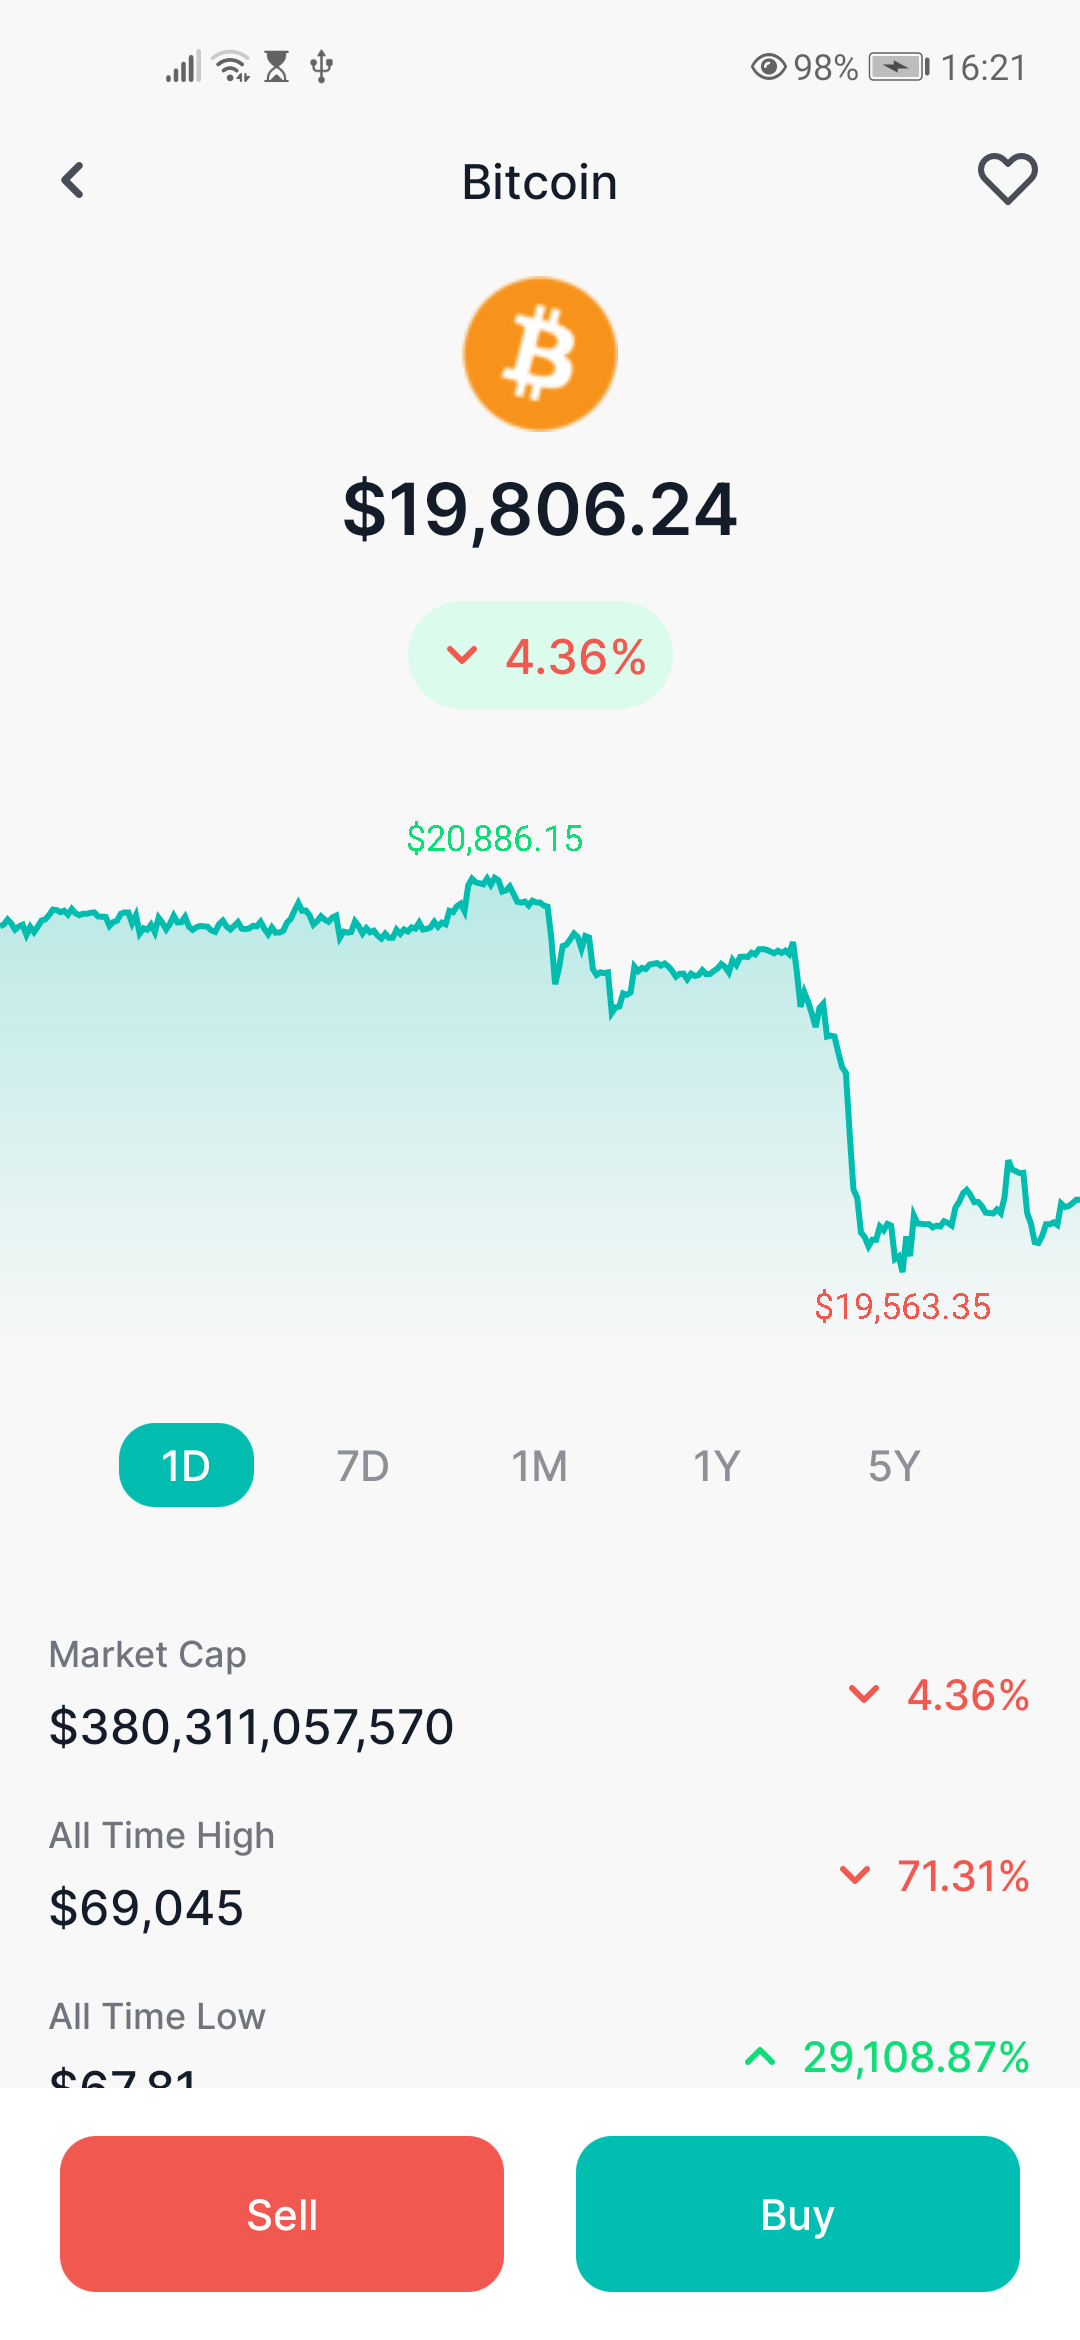 98% 16:21
Bitcoin
$19,806.24
4.36%
$20,886.15
$19,563.35
1D 7D 1M 1Y 5Y
Market Cap
$380,311,057,570
4.36%
All Time High
$69,045
71.31%
All Time Low
$67.81
29,108.87%
Sell Buy